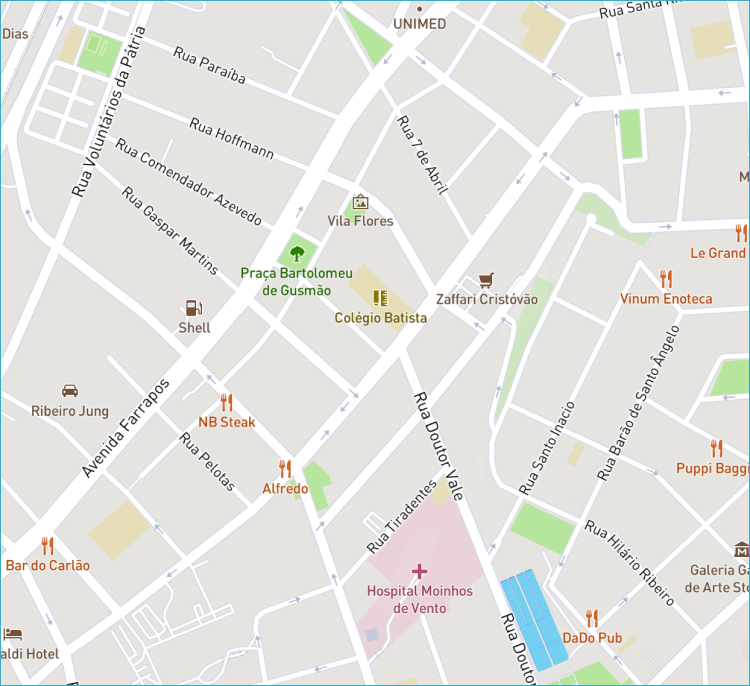 UNIMED
Rua Santa Ri
Dias
Rua Paraíba
Rua Voluntários da Pátria
Rua Hoffmann
Rua 7 de Abril
Rua Comendador Azevedo
M
Rua Gaspar Martins
Vila Flores
Le Grand
Praça Bartolomeu
de Gusmão
Zaffari Cristóvão
Vinum Enoteca
Colégio Batista
Shell
Rua Barão de Santo Ângelo
Avenida Farrapos
Ribeiro Jung
NB Steak
Rua Doutor Vale
Rua Santo Inacio
Rua Pelotas
Puppi Baggi
Alfredo
Rua Tiradentes
Bar do Carlão
Rua Hilário Ribeiro
Hospital Moinhos
de Vento
Galeria Ga
de Arte Sto
Rua Doutor
DaDo Pub
aldi Hotel